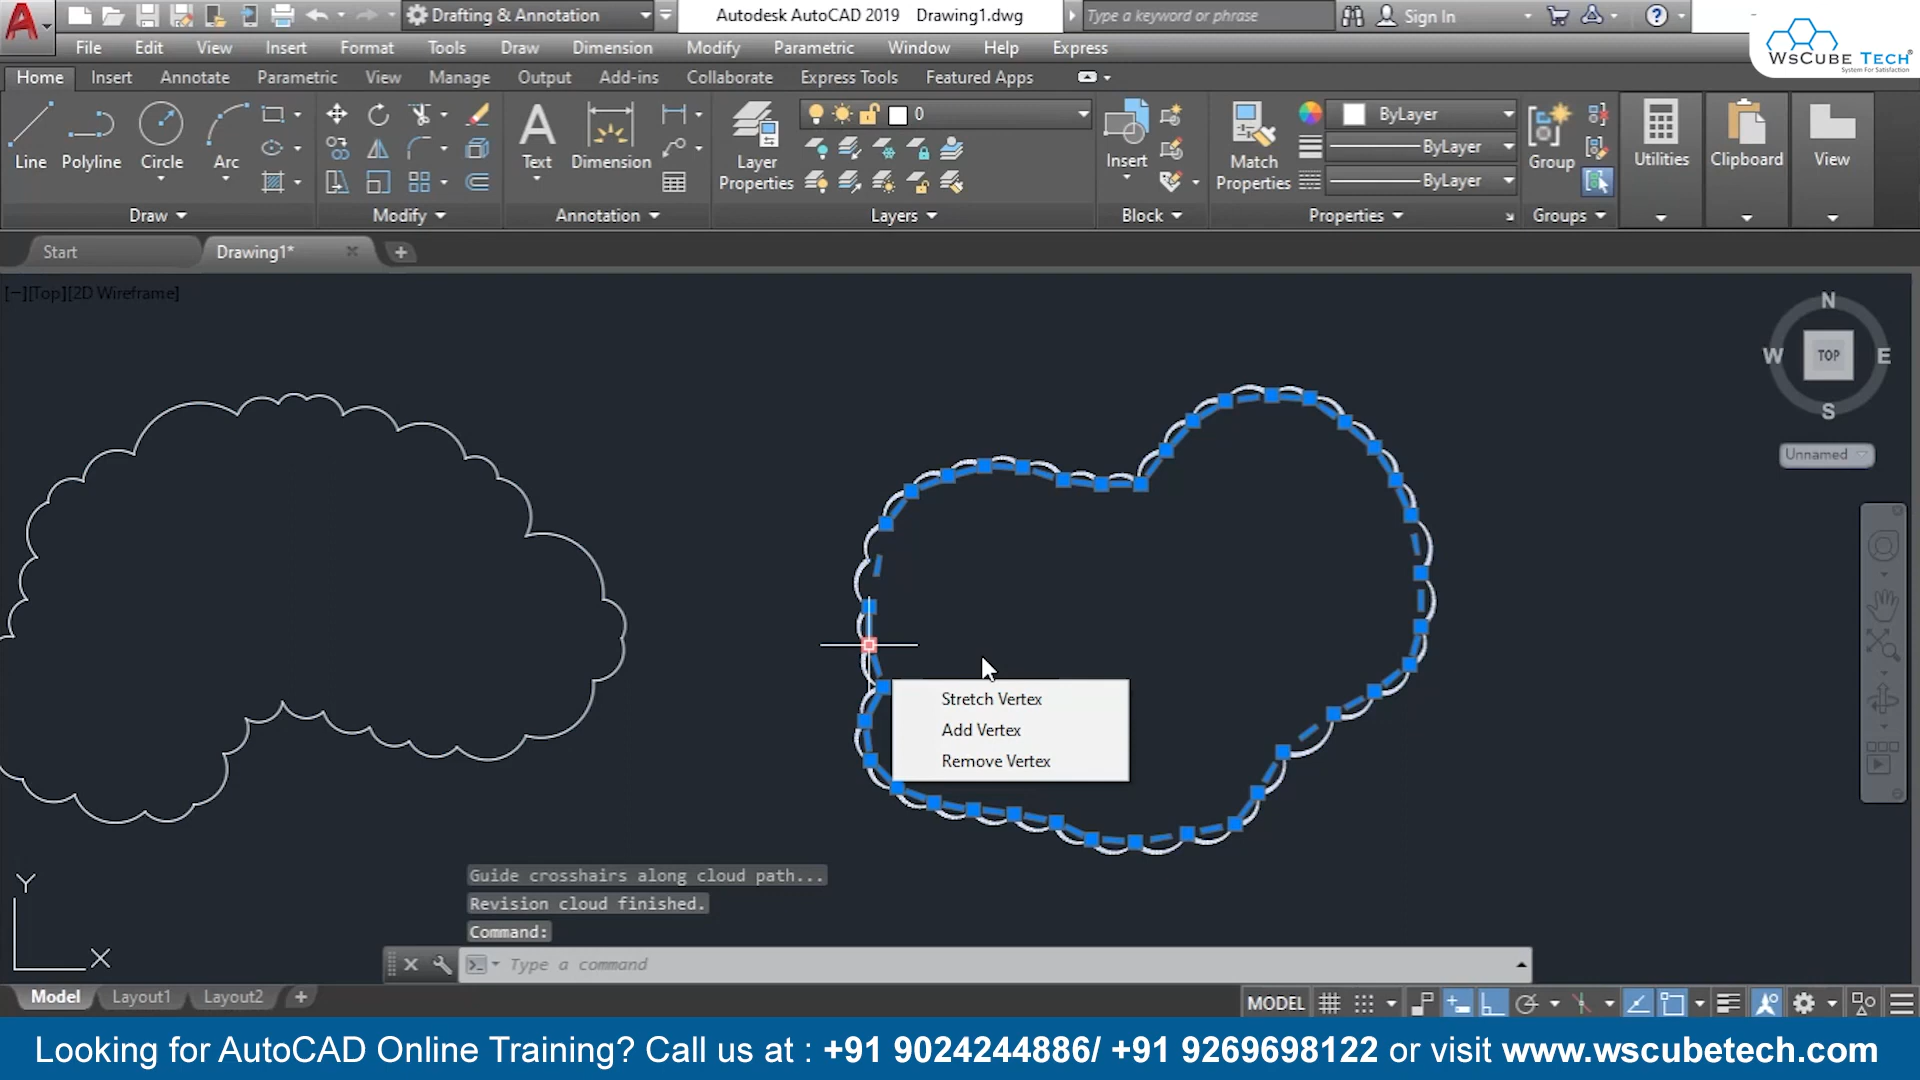 Drafting & Annotation
Autodesk AutoCAD 2019 Drawing1.dwg
Type a keyword or phrase
Sign In
WsCube Tech
System For Satisfaction
File Edit View Insert Format Tools Draw Dimension Modify Parametric Window Help Express
Home Insert Annotate Parametric View Manage Output Add-ins Collaborate Express Tools Featured Apps
Line Polyline Circle Arc
Text Dimension
Layer Properties
0
Insert
Match Properties
ByLayer
ByLayer
ByLayer
Group
Utilities
Clipboard
View
Draw Modify Annotation Layers Block Properties Groups
Start Drawing1*
[−][Top][2D Wireframe]
N
W TOP E
S
Unnamed
Stretch Vertex
Add Vertex
Remove Vertex
Guide crosshairs along cloud path...
Revision cloud finished.
Command:
Y
X
Type a command
Model Layout1 Layout2
MODEL
Looking for AutoCAD Online Training? Call us at : +91 9024244886/ +91 9269698122 or visit www.wscubetech.com